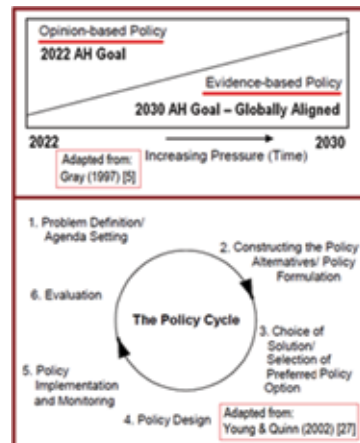 Opinion-based Policy
2022 AH Goal
Evidence-based Policy
2030 AH Goal – Globally Aligned
2022
2030
Increasing Pressure (Time)
Adapted from:
Gray (1997) [5]
1. Problem Definition/
Agenda Setting
2. Constructing the Policy
Alternatives/ Policy
Formulation
6. Evaluation
The Policy Cycle
3. Choice of
Solution/
Selection of
Preferred Policy
Option
5. Policy
Implementation
and Monitoring
4. Policy Design
Adapted from:
Young & Quinn (2002) [27]